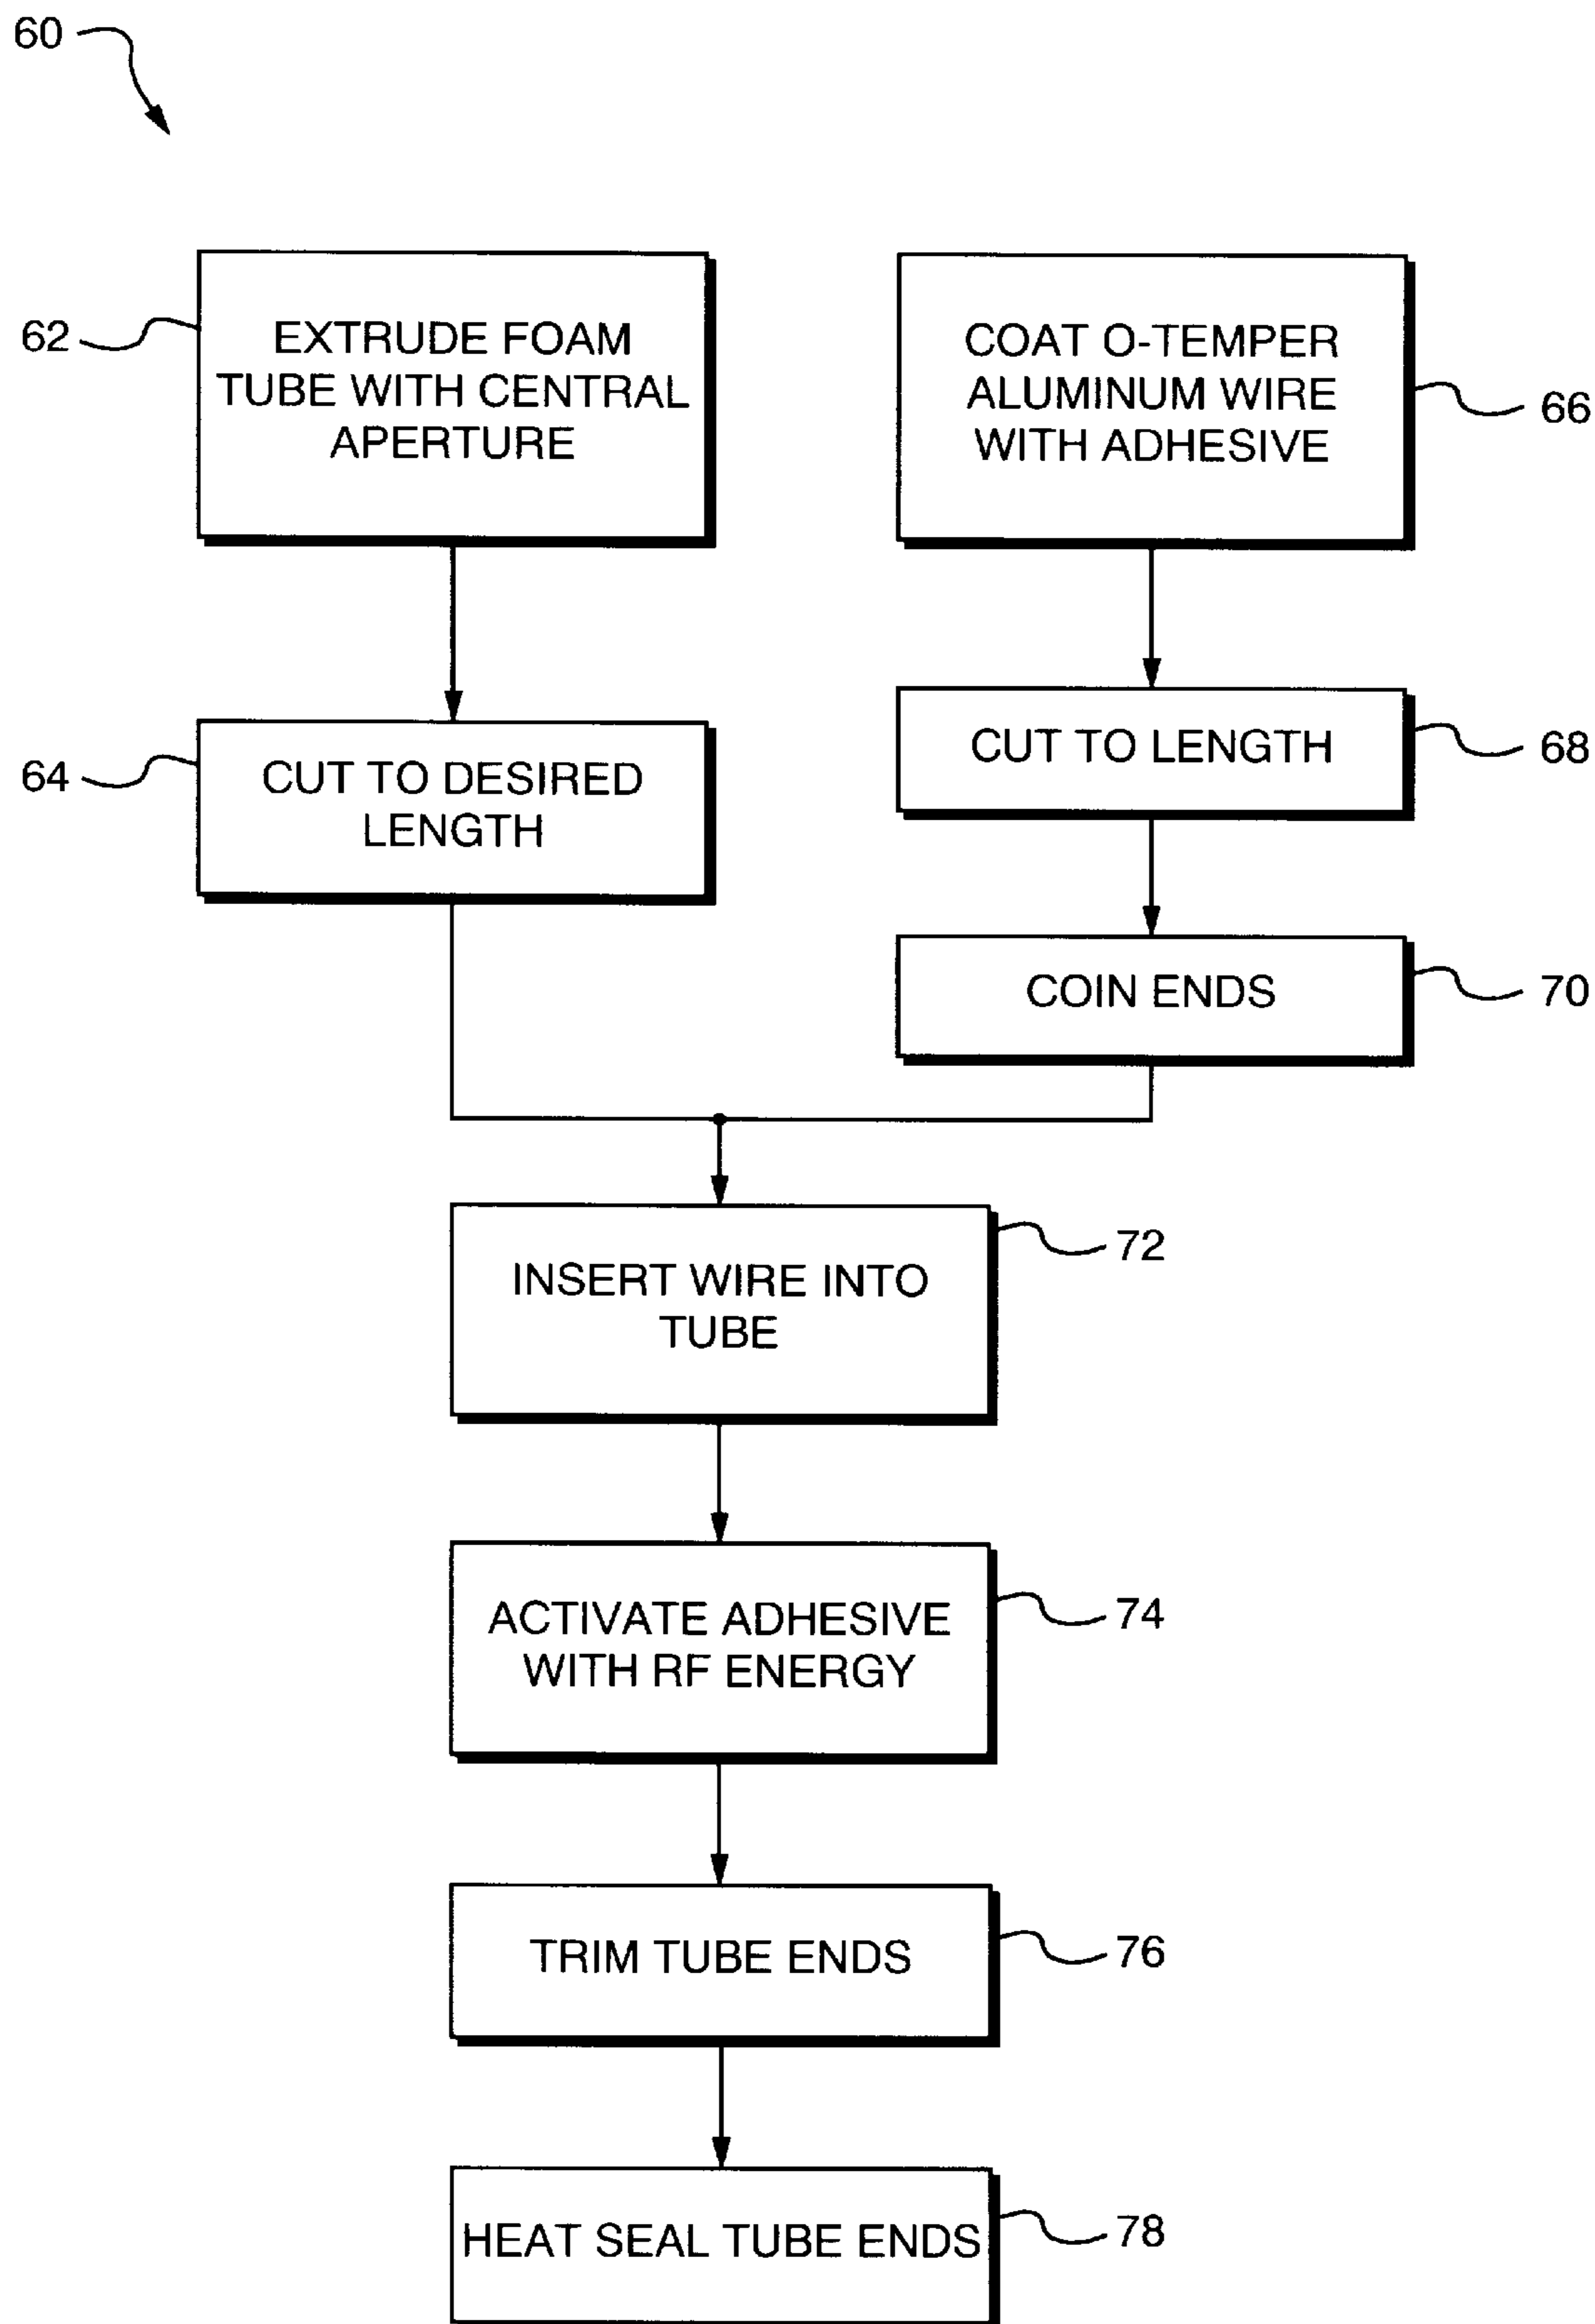 60
62
EXTRUDE FOAM
TUBE WITH CENTRAL
APERTURE
COAT O-TEMPER
ALUMINUM WIRE
WITH ADHESIVE
66
64
CUT TO DESIRED
LENGTH
CUT TO LENGTH
68
COIN ENDS
70
INSERT WIRE INTO
TUBE
72
ACTIVATE ADHESIVE
WITH RF ENERGY
74
TRIM TUBE ENDS
76
HEAT SEAL TUBE ENDS
78